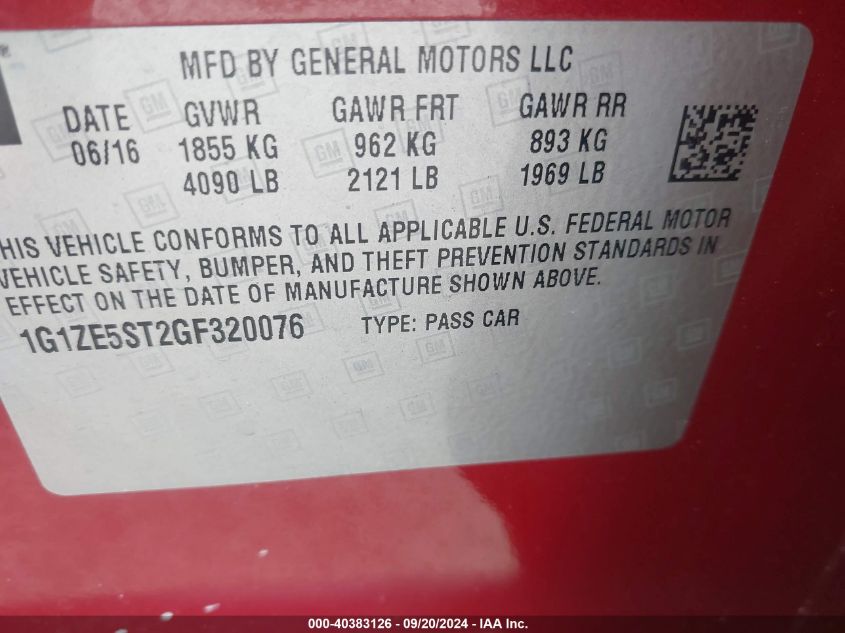 ®
MFD BY GENERAL MOTORS LLC
DATE GVWR GAWR FRT GAWR RR
06/16 1855 KG 962 KG 893 KG
4090 LB 2121 LB 1969 LB
HIS VEHICLE CONFORMS TO ALL APPLICABLE U.S. FEDERAL MOTOR
VEHICLE SAFETY, BUMPER, AND THEFT PREVENTION STANDARDS IN
EFFECT ON THE DATE OF MANUFACTURE SHOWN ABOVE.
1G1ZE5ST2GF320076 TYPE: PASS CAR
000-40383126 - 09/20/2024 - IAA Inc.